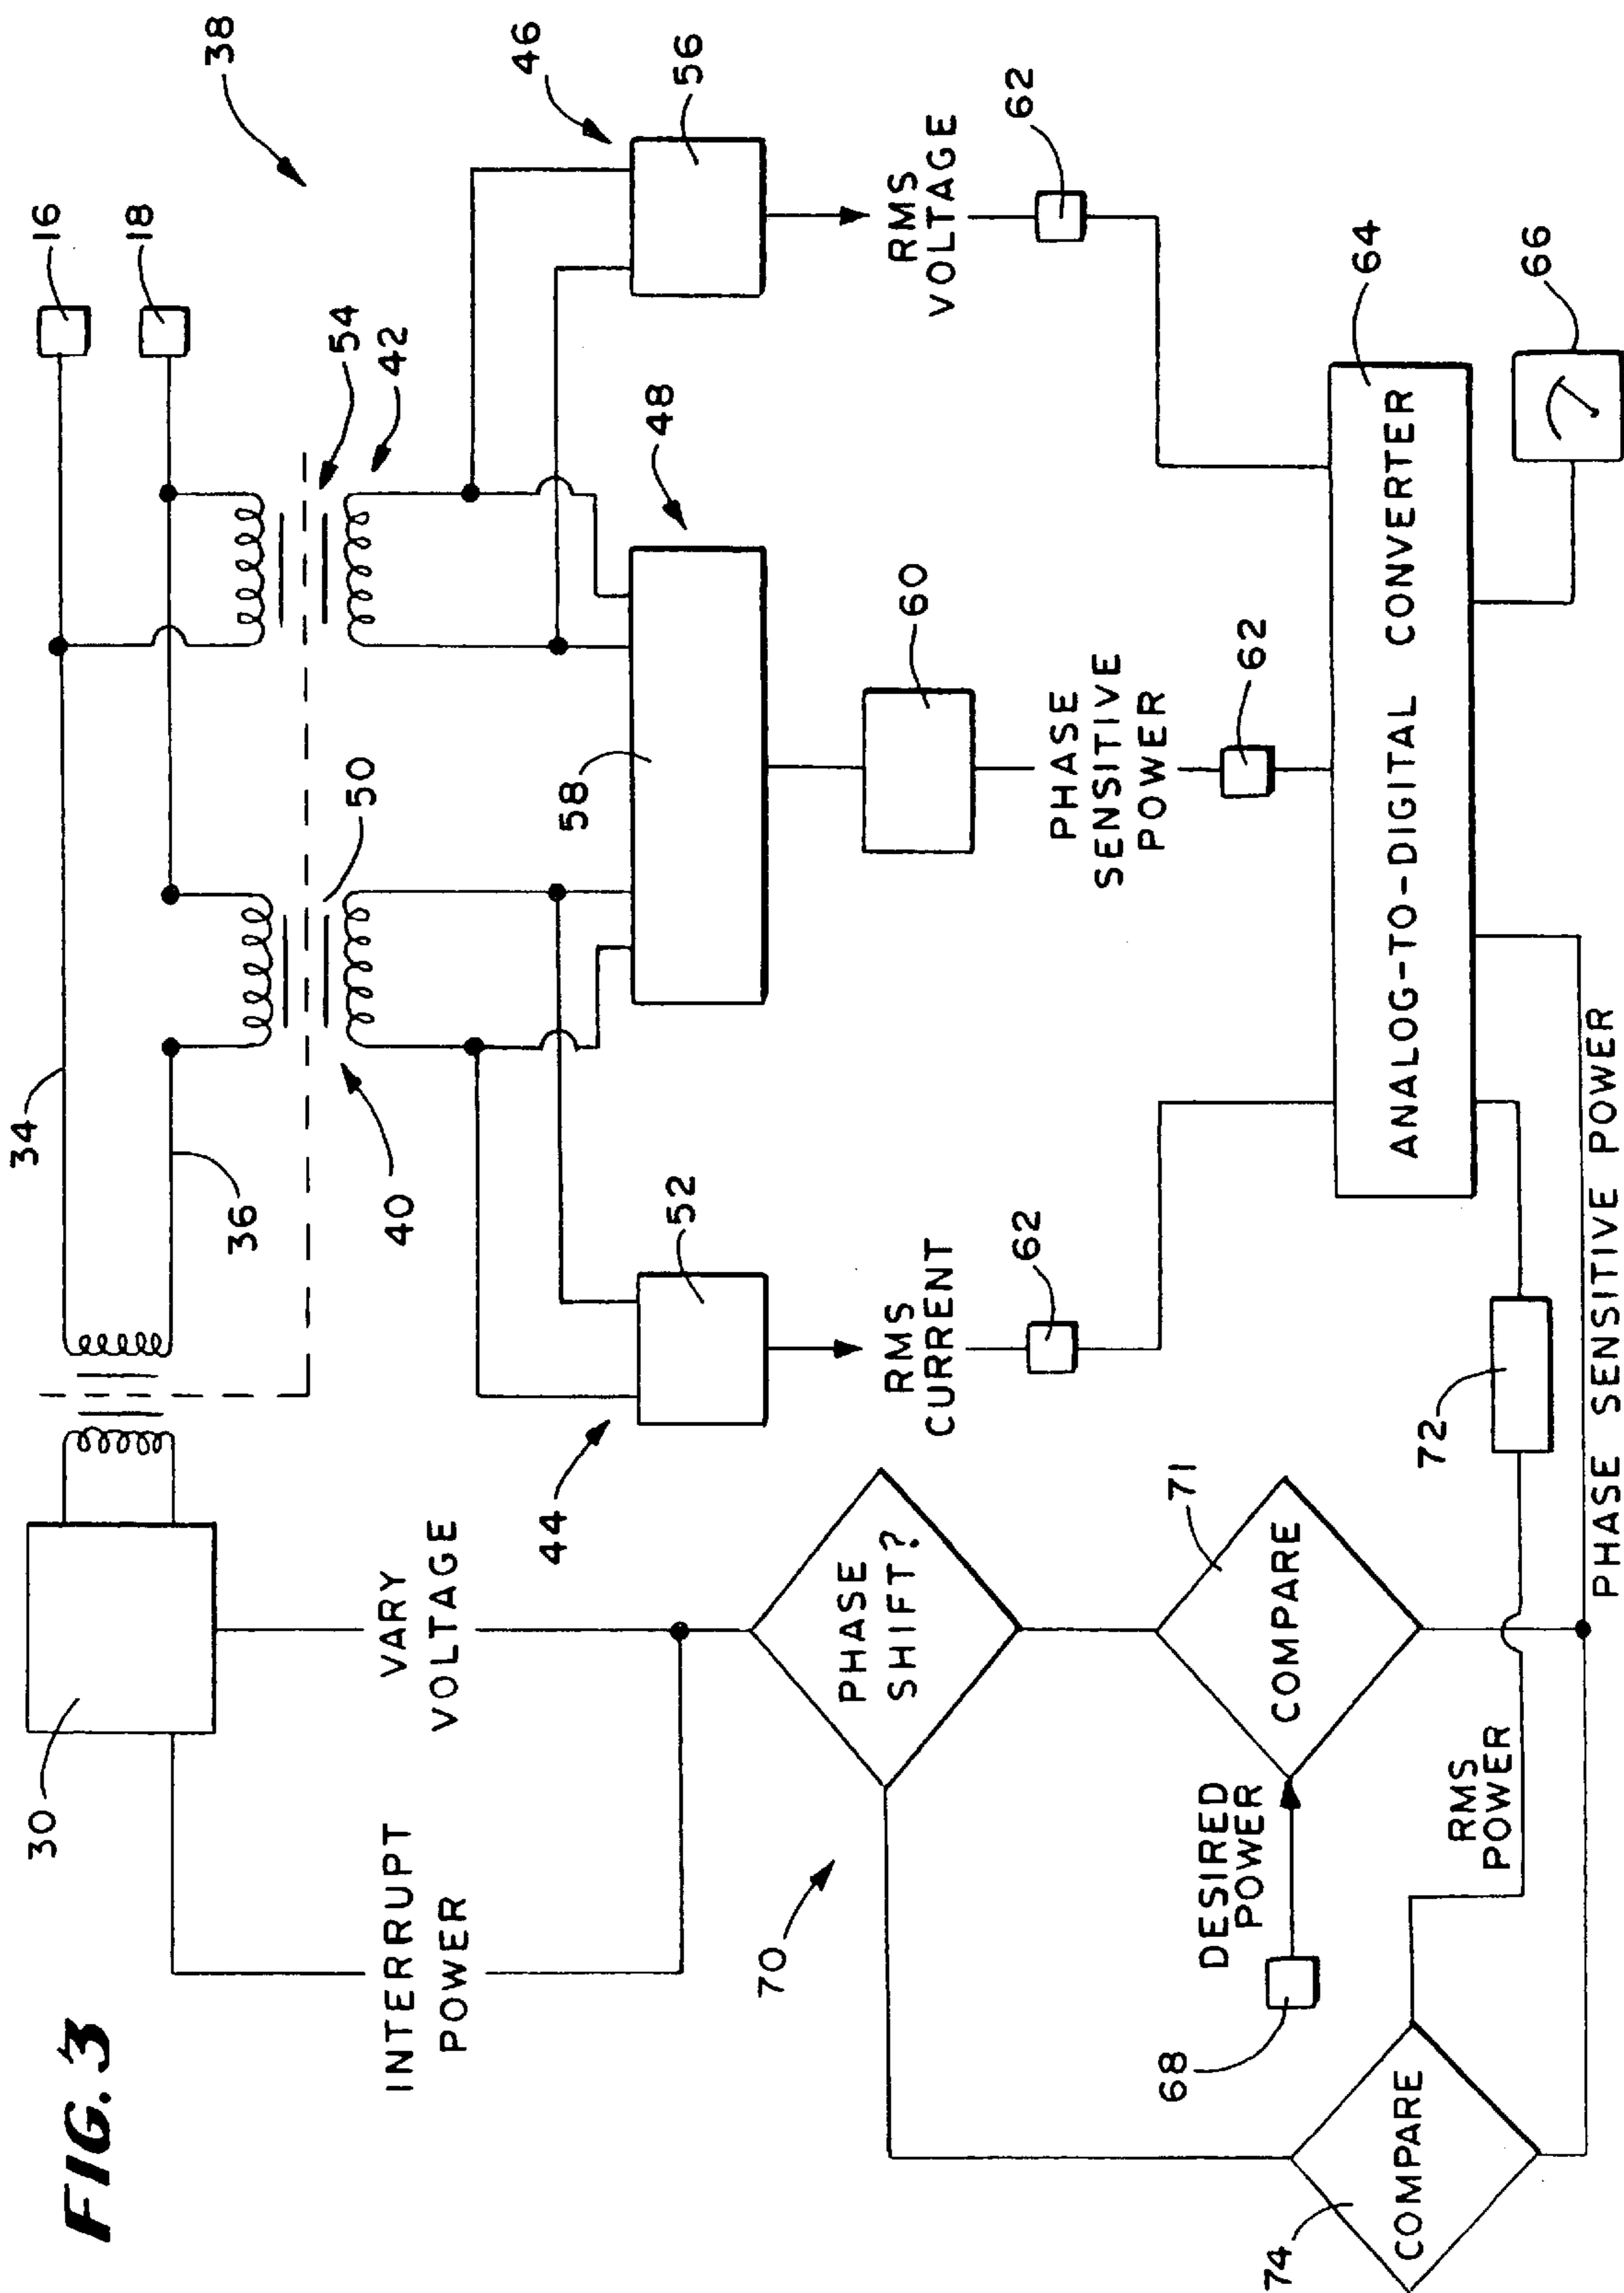 FIG. 3
38
16
18
34
36
54
42
50
40
30
46
56
48
58
60
52
44
VARY
VOLTAGE
INTERRUPT
POWER
RMS
VOLTAGE
62
PHASE
SENSITIVE
POWER
62
RMS
CURRENT
62
PHASE
SHIFT?
70
71
COMPARE
DESIRED
POWER
68
ANALOG-TO-DIGITAL CONVERTER
64
66
72
RMS
POWER
74
COMPARE
PHASE SENSITIVE POWER